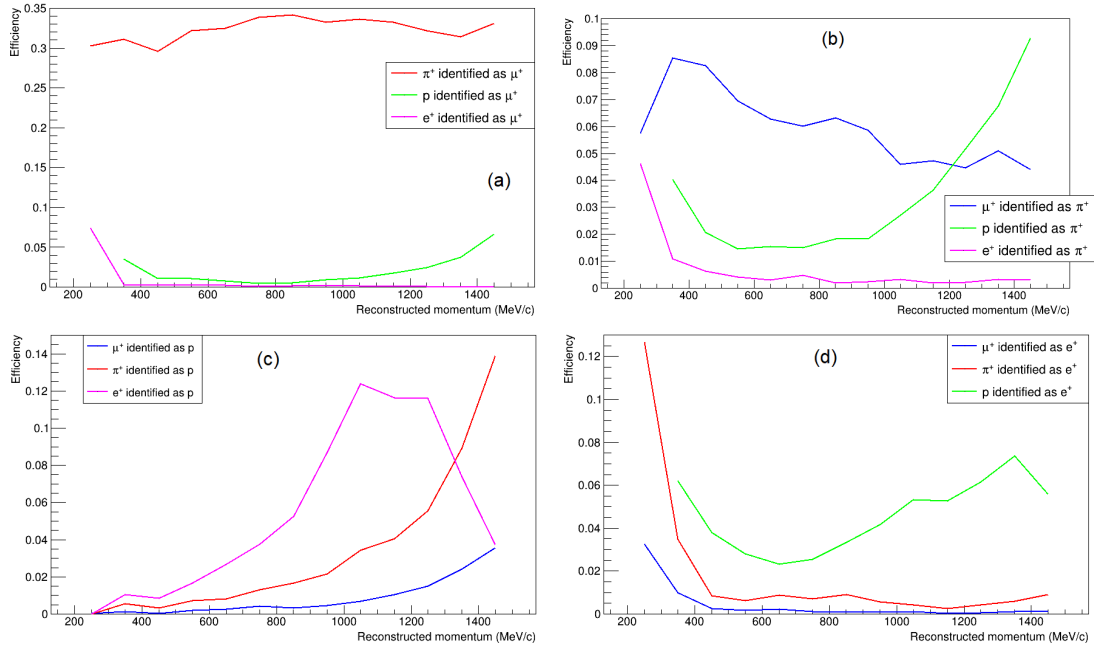 0.35
0.3
0.25
0.2
0.15
0.1
0.05
0
Efficiency
π⁺ identified as μ⁺
p identified as μ⁺
e⁺ identified as μ⁺
(a)
200 400 600 800 1000 1200 1400
Reconstructed momentum (MeV/c)
0.1
0.09
0.08
0.07
0.06
0.05
0.04
0.03
0.02
0.01
0
Efficiency
(b)
μ⁺ identified as π⁺
p identified as π⁺
e⁺ identified as π⁺
200 400 600 800 1000 1200 1400
Reconstructed momentum (MeV/c)
0.14
0.12
0.1
0.08
0.06
0.04
0.02
0
Efficiency
μ⁺ identified as p
π⁺ identified as p
e⁺ identified as p
(c)
200 400 600 800 1000 1200 1400
Reconstructed momentum (MeV/c)
0.12
0.1
0.08
0.06
0.04
0.02
0
Efficiency
(d)
μ⁺ identified as e⁺
π⁺ identified as e⁺
p identified as e⁺
200 400 600 800 1000 1200 1400
Reconstructed momentum (MeV/c)